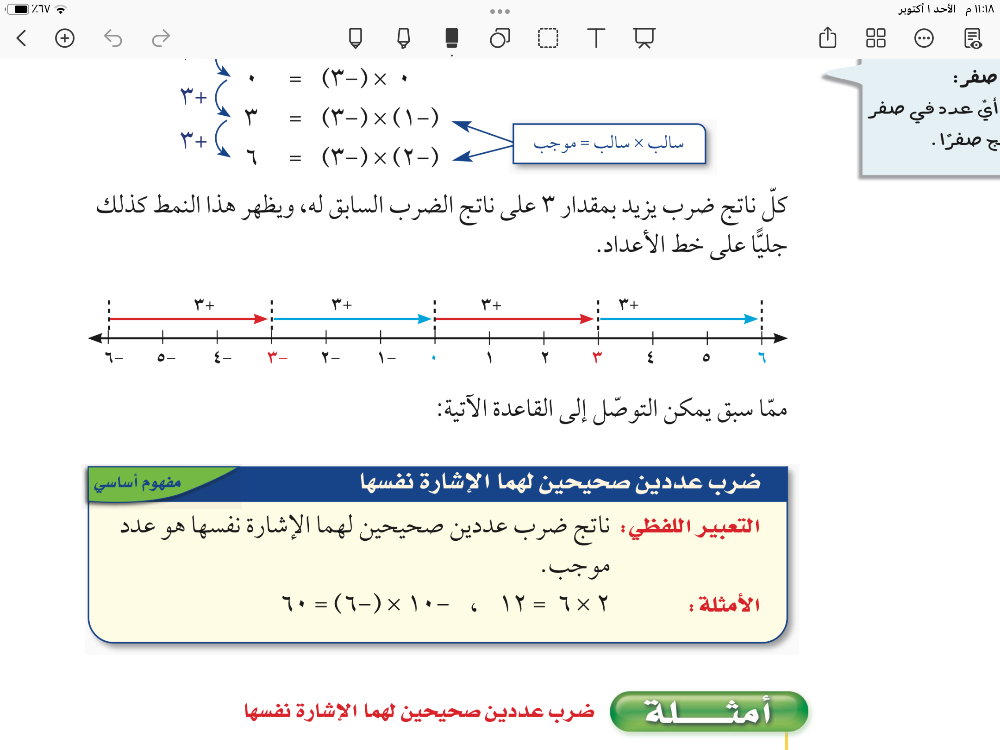 ١١:١٨ م الأحد ١ أكتوبر
٪٦٧
٠ × (−٣) = ٠
+٣
(−١) × (−٣) = ٣
+٣
(−٢) × (−٣) = ٦
سالب × سالب = موجب
صفر:
أيّ عدد في صفر
صفرًا.
كلّ ناتج ضرب يزيد بمقدار ٣ على ناتج الضرب السابق له، ويظهر هذا النمط كذلك
جليًّا على خط الأعداد.
+٣ +٣ +٣ +٣
−٦ −٥ −٤ −٣ −٢ −١ ٠ ١ ٢ ٣ ٤ ٥ ٦
ممّا سبق يمكن التوصّل إلى القاعدة الآتية:
ضرب عددين صحيحين لهما الإشارة نفسها
مفهوم أساسي
التعبير اللفظي: ناتج ضرب عددين صحيحين لهما الإشارة نفسها هو عدد
موجب.
الأمثلة: ٢ × ٦ = ١٢ ، −١٠ × (−٦) = ٦٠
أمثلة ضرب عددين صحيحين لهما الإشارة نفسها